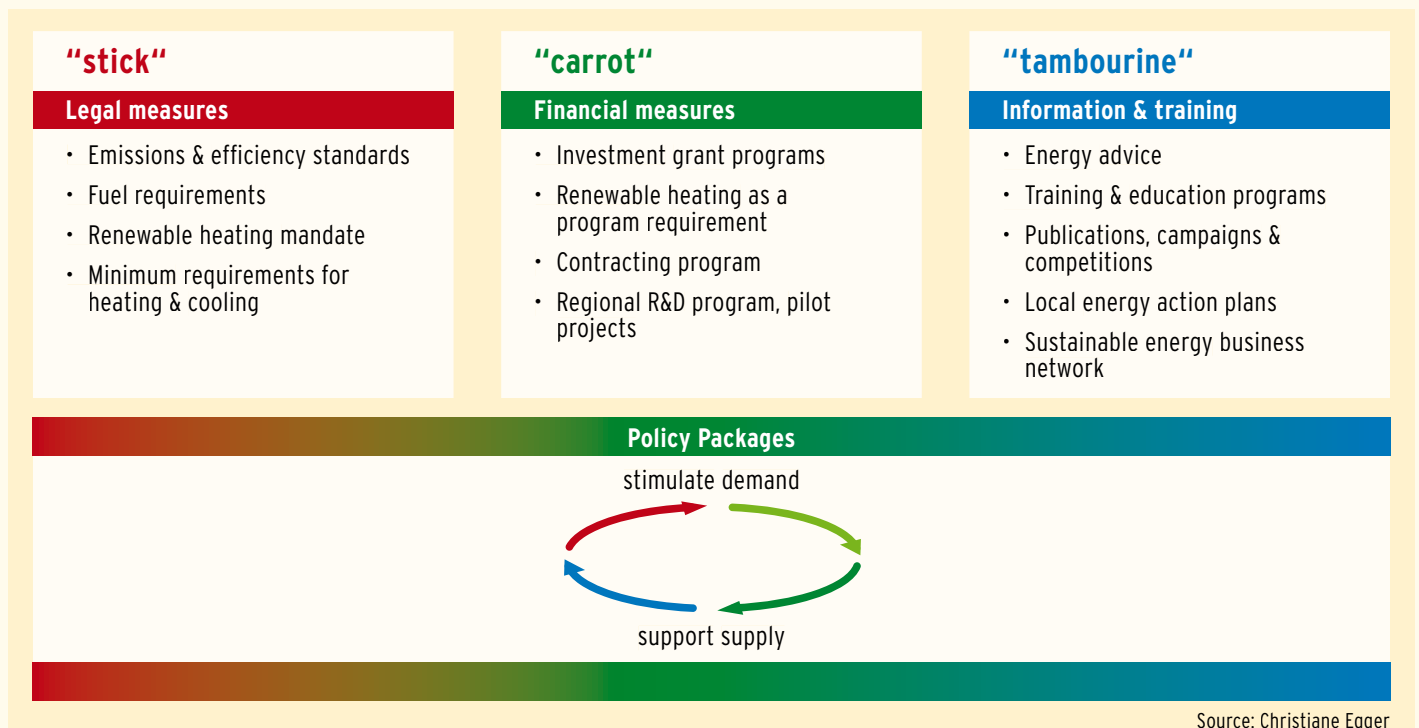 “stick“
Legal measures
• Emissions & efficiency standards
• Fuel requirements
• Renewable heating mandate
• Minimum requirements for
heating & cooling
“carrot“
Financial measures
• Investment grant programs
• Renewable heating as a
program requirement
• Contracting program
• Regional R&D program, pilot
projects
“tambourine“
Information & training
• Energy advice
• Training & education programs
• Publications, campaigns &
competitions
• Local energy action plans
• Sustainable energy business
network
Policy Packages
stimulate demand
support supply
Source: Christiane Egger